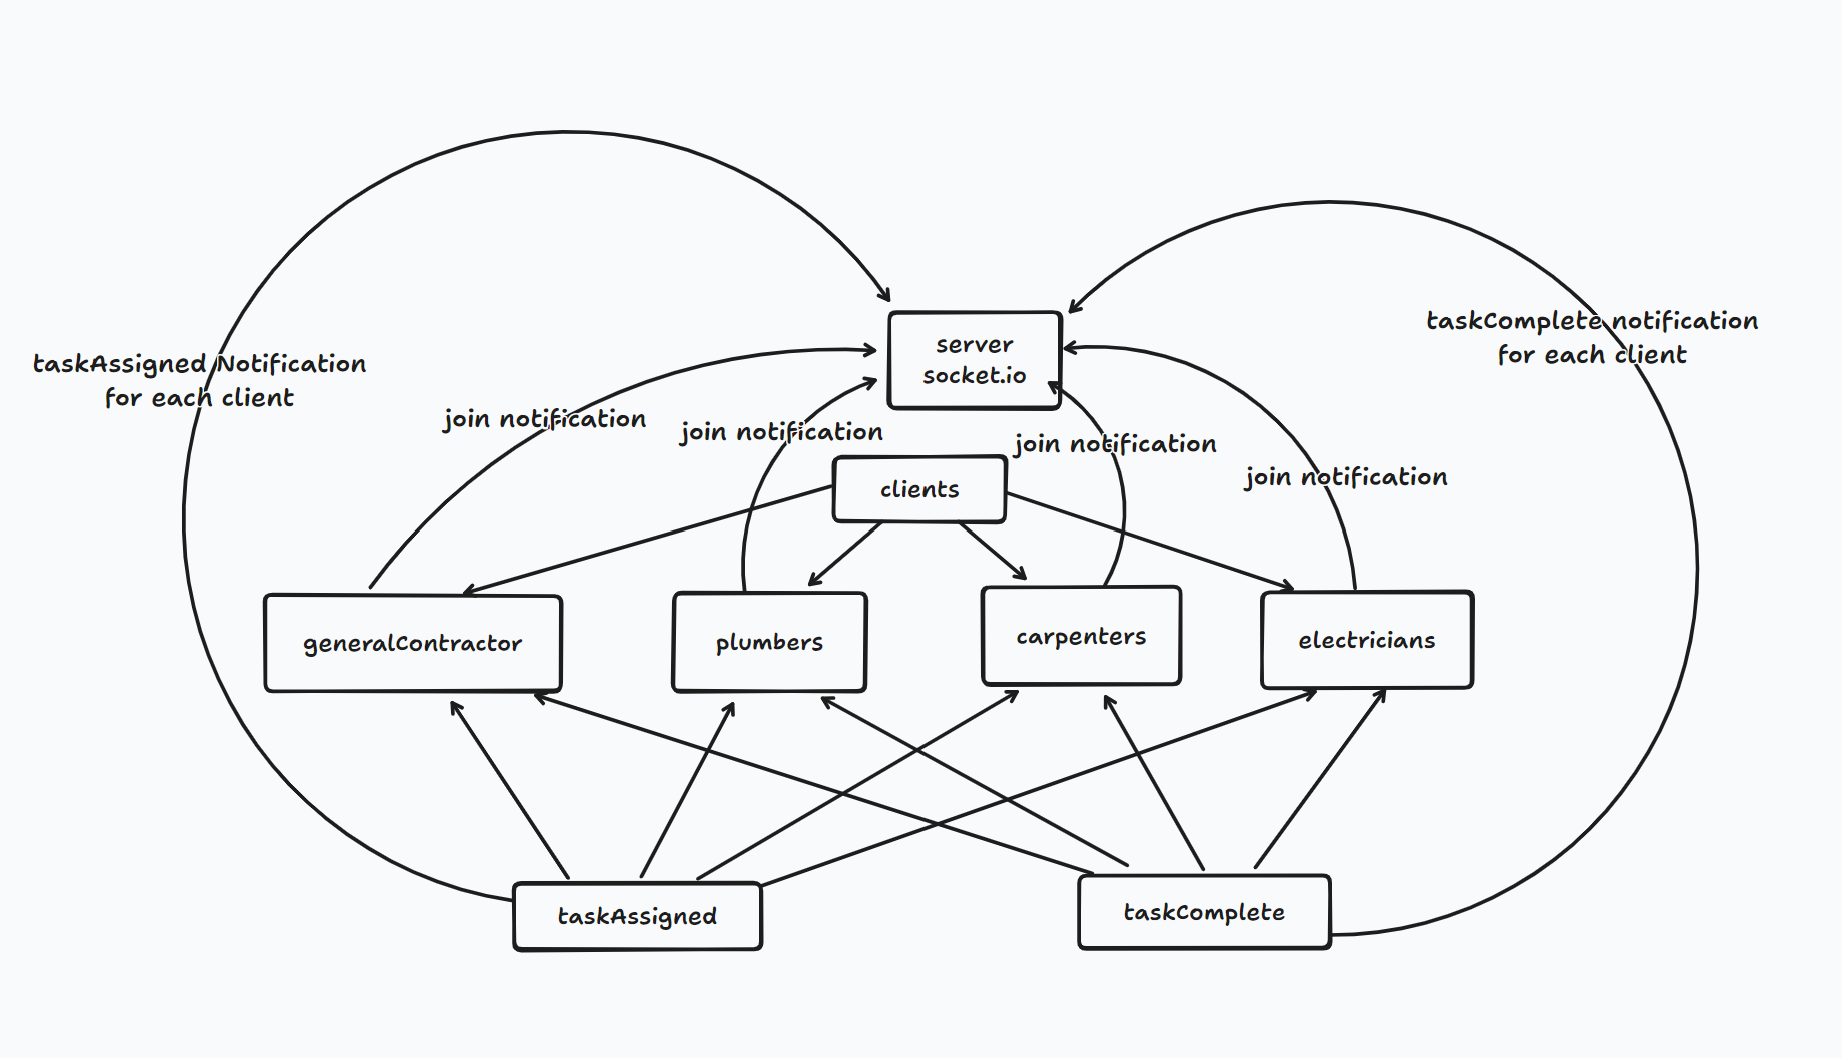 server
socket.io
taskComplete notification
for each client
taskAssigned Notification
for each client
join notification
join notification
join notification
join notification
clients
generalContractor
plumbers
carpenters
electricians
taskAssigned
taskComplete